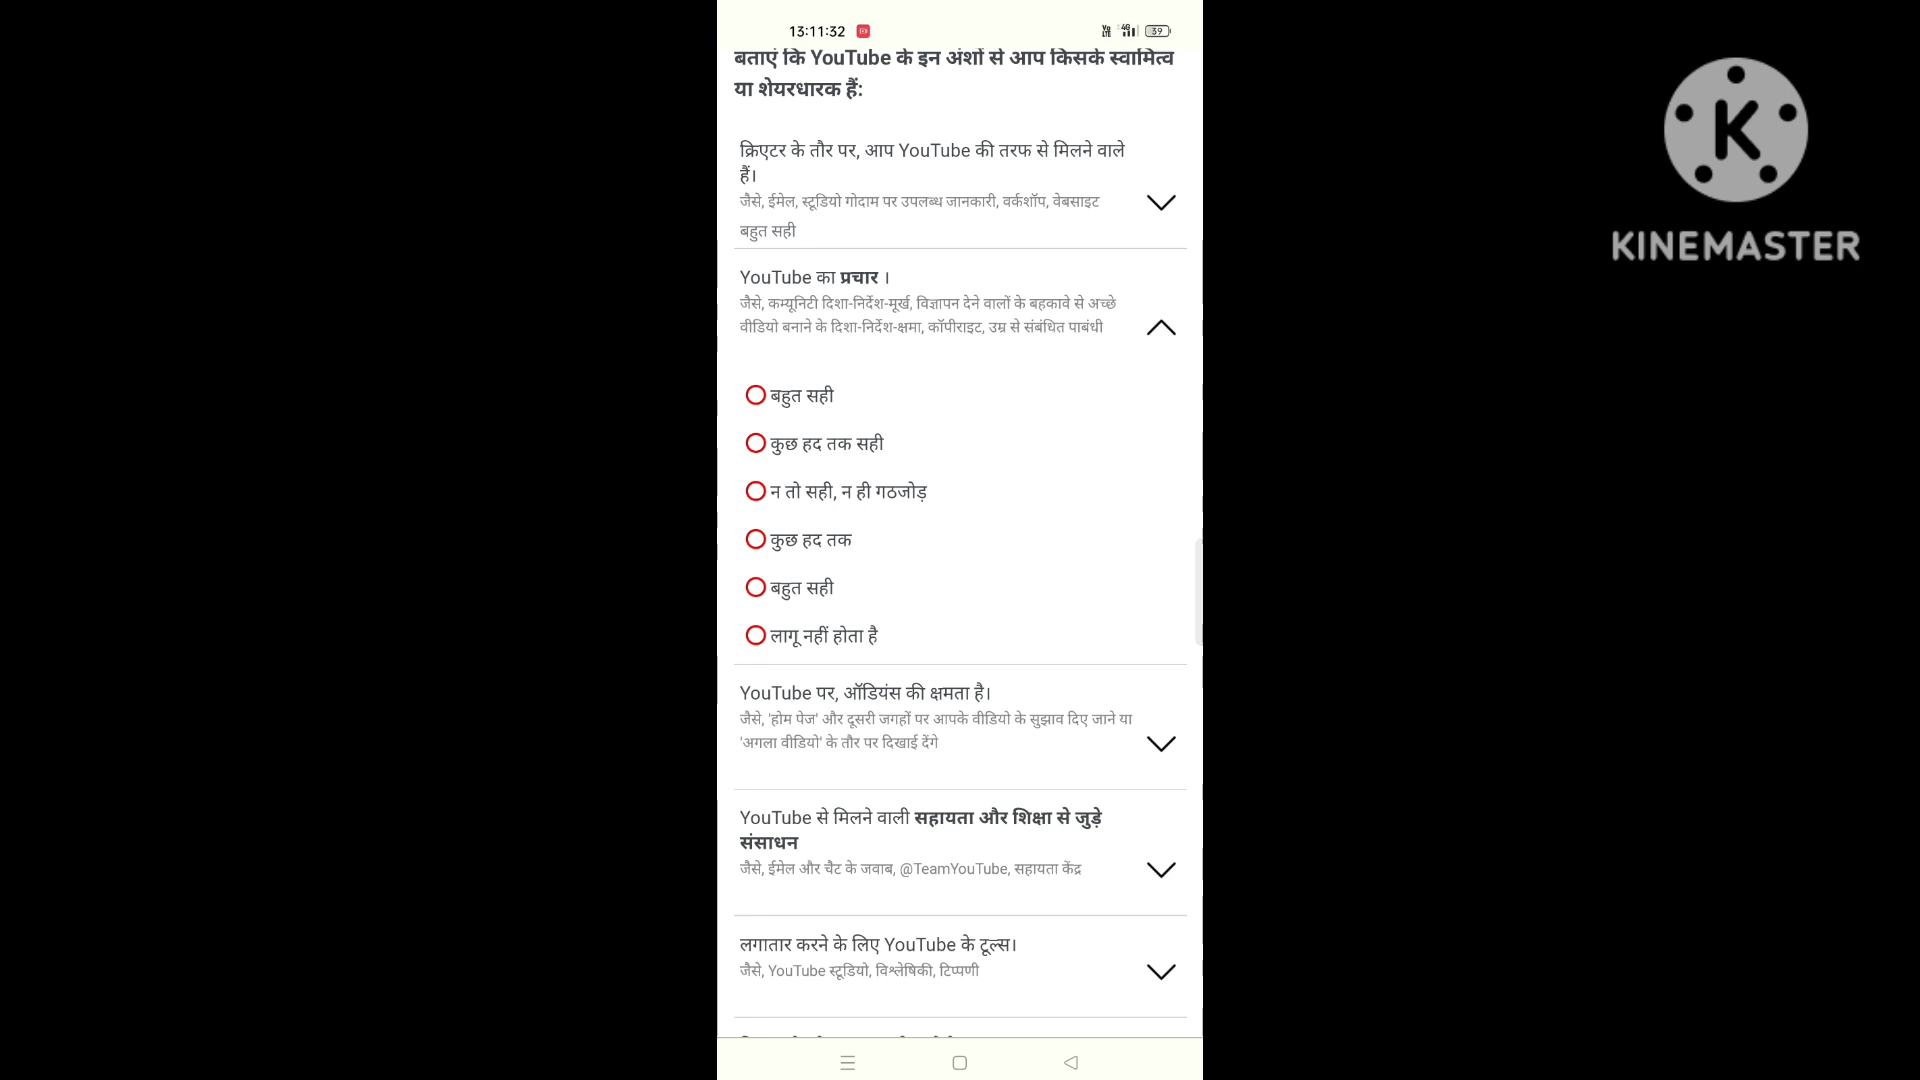 13:11:32
Vo LTE 4G 39
बताएं कि YouTube के इन अंशों से आप किसके स्वामित्व
या शेयरधारक हैं:
क्रिएटर के तौर पर, आप YouTube की तरफ से मिलने वाले
हैं।
जैसे, ईमेल, स्टूडियो गोदाम पर उपलब्ध जानकारी, वर्कशॉप, वेबसाइट
बहुत सही
YouTube का प्रचार ।
जैसे, कम्यूनिटी दिशा-निर्देश-मूर्ख, विज्ञापन देने वालों के बहकावे से अच्छे
वीडियो बनाने के दिशा-निर्देश-क्षमा, कॉपीराइट, उम्र से संबंधित पाबंधी
बहुत सही
कुछ हद तक सही
न तो सही, न ही गठजोड़
कुछ हद तक
बहुत सही
लागू नहीं होता है
YouTube पर, ऑडियंस की क्षमता है।
जैसे, 'होम पेज' और दूसरी जगहों पर आपके वीडियो के सुझाव दिए जाने या
'अगला वीडियो' के तौर पर दिखाई देंगे
YouTube से मिलने वाली सहायता और शिक्षा से जुड़े
संसाधन
जैसे, ईमेल और चैट के जवाब, @TeamYouTube, सहायता केंद्र
लगातार करने के लिए YouTube के टूल्स।
जैसे, YouTube स्टूडियो, विश्लेषिकी, टिप्पणी
K
KINEMASTER